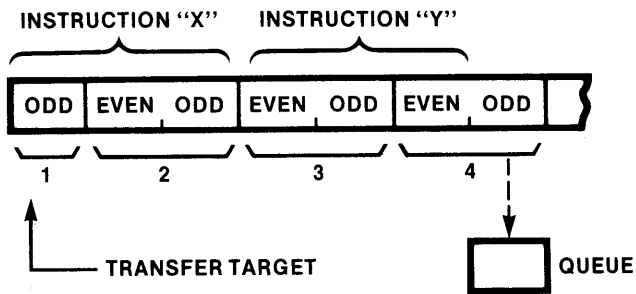 INSTRUCTION “X” INSTRUCTION “Y”
ODD EVEN ODD EVEN ODD EVEN ODD
1 2 3 4
TRANSFER TARGET QUEUE